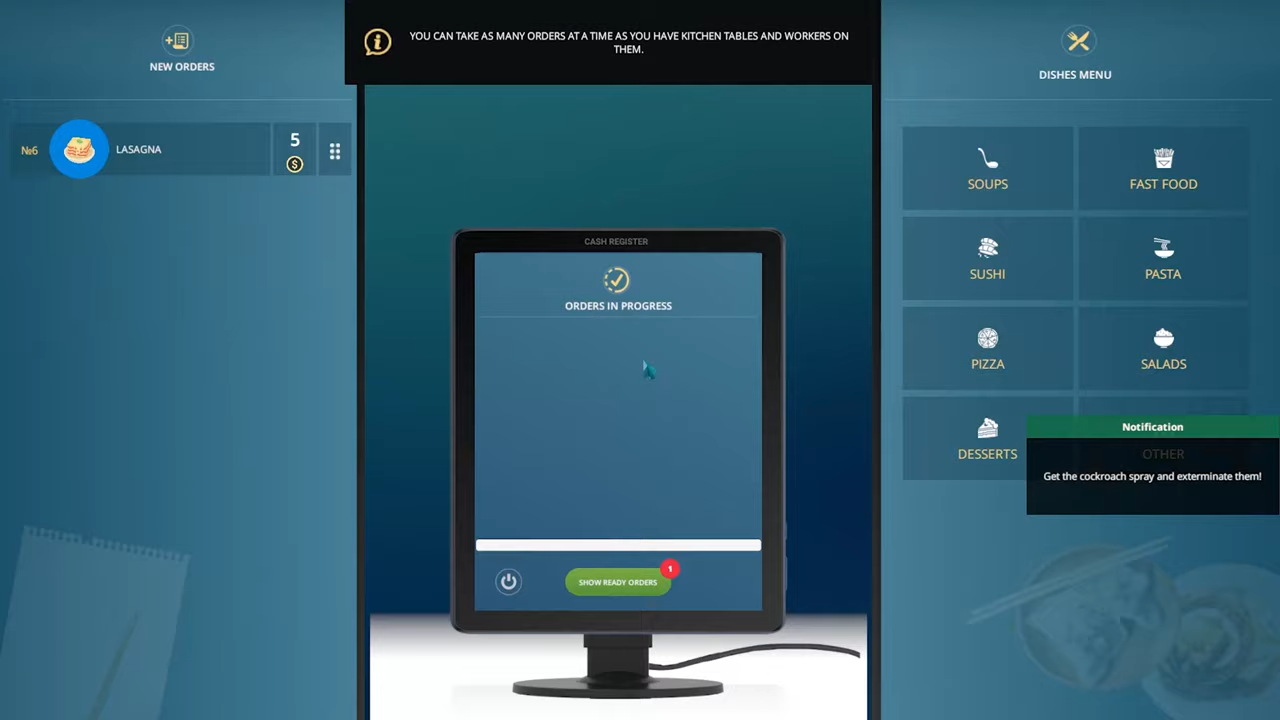 NEW ORDERS
YOU CAN TAKE AS MANY ORDERS AT A TIME AS YOU HAVE KITCHEN TABLES AND WORKERS ON
THEM.
DISHES MENU
№6
LASAGNA
5
$
SOUPS
FAST FOOD
SUSHI
PASTA
PIZZA
SALADS
DESSERTS
OTHER
CASH REGISTER
ORDERS IN PROGRESS
SHOW READY ORDERS
1
Notification
Get the cockroach spray and exterminate them!